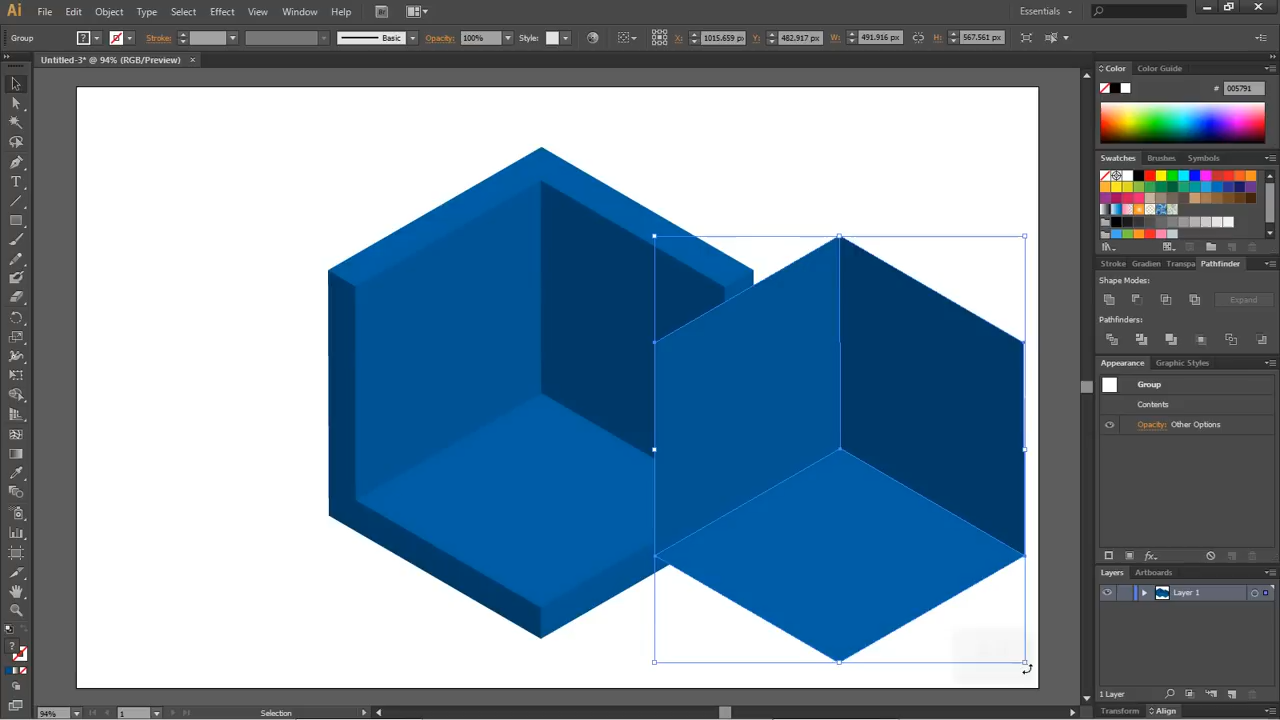 Ai File Edit Object Type Select Effect View Window Help Br Essentials
Group ? Stroke: Basic Opacity: 100% Style: X: 1015.659 px Y: 482.917 px W: 491.916 px H: 567.561 px
Untitled-3* @ 94% (RGB/Preview) ×
Color Color Guide
# 005791
Swatches Brushes Symbols
Stroke Gradien Transpa Pathfinder
Shape Modes:
Expand
Pathfinders:
Appearance Graphic Styles
Group
Contents
Opacity: Other Options
fx
Layers Artboards
Layer 1
?
1 Layer
Transform Align
94% 1 Selection